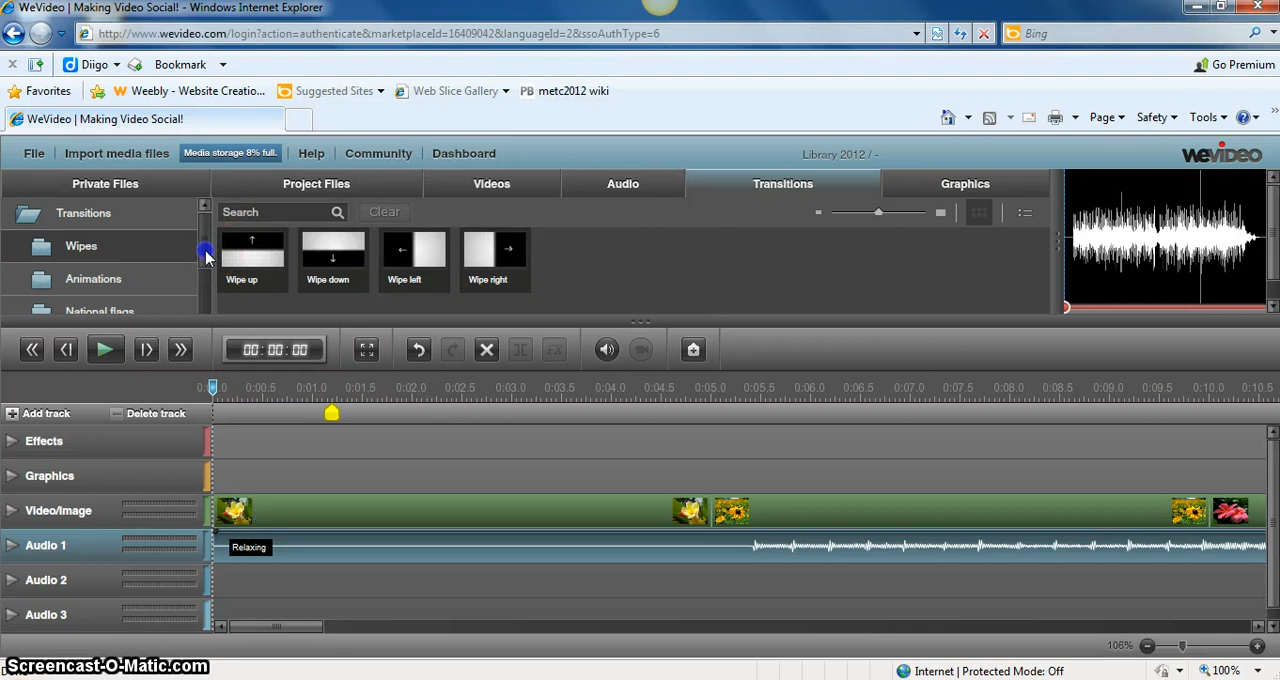 WeVideo | Making Video Social! - Windows Internet Explorer
http://www.wevideo.com/login?action=authenticate&marketplaceId=16409042&languageId=2&ssoAuthType=6
Bing
Diigo Bookmark Go Premium
Favorites Weebly - Website Creatio... Suggested Sites Web Slice Gallery PB metc2012 wiki
WeVideo | Making Video Social! Page Safety Tools
File Import media files Media storage 8% full. Help Community Dashboard Library 2012 / - wevideo
Private Files Project Files Videos Audio Transitions Graphics
Transitions Search Clear
Wipes
Animations Wipe up Wipe down Wipe left Wipe right
National flags
00:00:00
0:00.5 0:01.0 0:01.5 0:02.0 0:02.5 0:03.0 0:03.5 0:04.0 0:04.5 0:05.0 0:05.5 0:06.0 0:06.5 0:07.0 0:07.5 0:08.0 0:08.5 0:09.0 0:09.5 0:10.0 0:10.5
Add track Delete track
Effects
Graphics
Video/Image
Audio 1 Relaxing
Audio 2
Audio 3
106%
Screencast-O-Matic.com Internet | Protected Mode: Off 100%